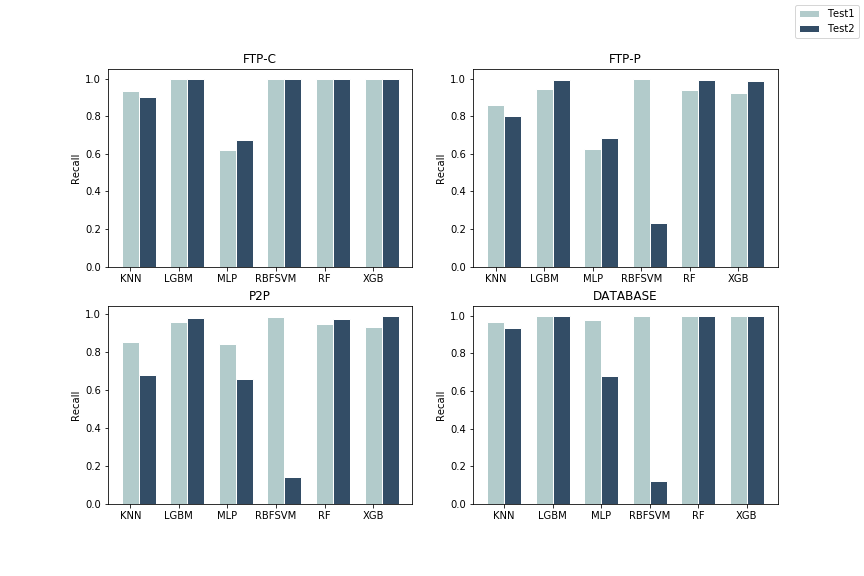 Test1
Test2
FTP-C
Recall
1.0
0.8
0.6
0.4
0.2
0.0
KNN LGBM MLP RBFSVM RF XGB
FTP-P
Recall
1.0
0.8
0.6
0.4
0.2
0.0
KNN LGBM MLP RBFSVM RF XGB
P2P
Recall
1.0
0.8
0.6
0.4
0.2
0.0
KNN LGBM MLP RBFSVM RF XGB
DATABASE
Recall
1.0
0.8
0.6
0.4
0.2
0.0
KNN LGBM MLP RBFSVM RF XGB